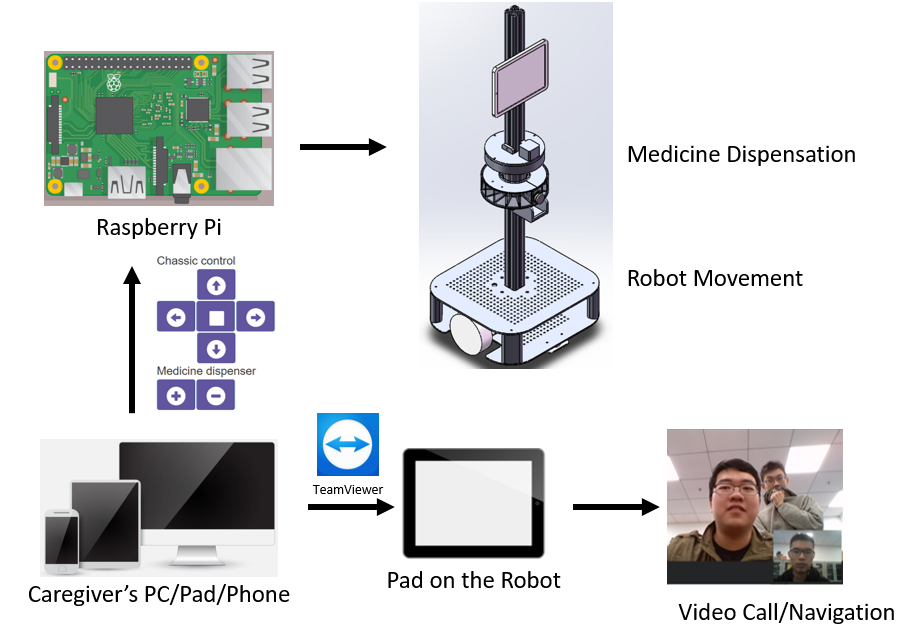 Medicine Dispensation
Raspberry Pi
Chassic control
Robot Movement
Medicine dispenser
TeamViewer
Caregiver's PC/Pad/Phone
Pad on the Robot
Video Call/Navigation